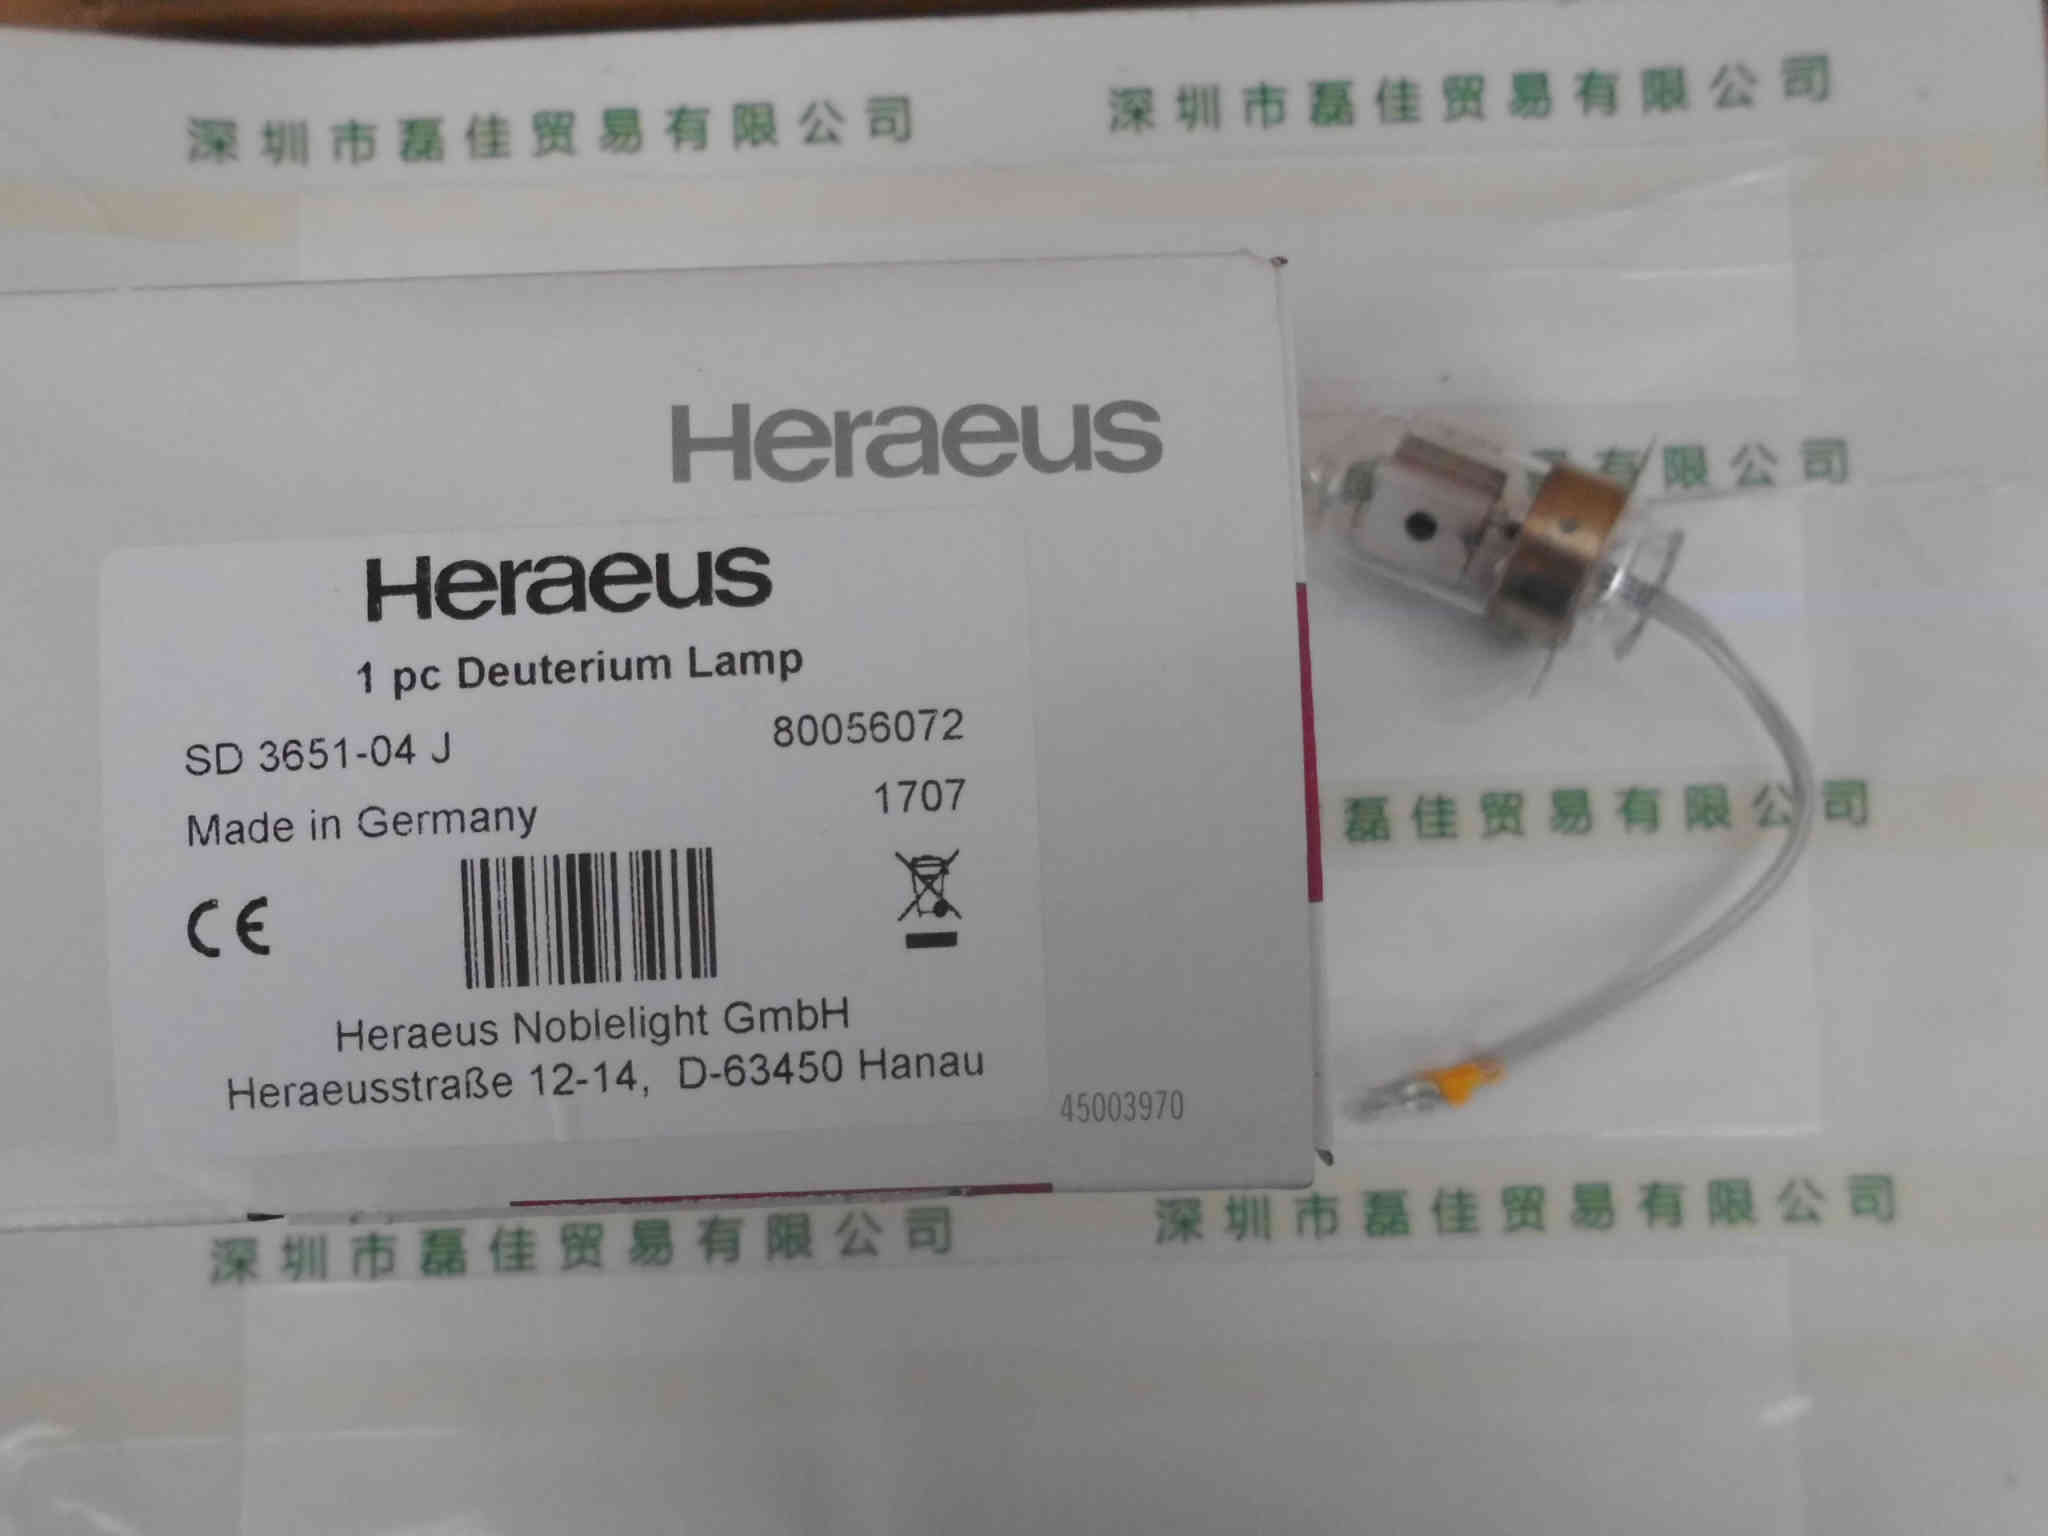 深圳市磊佳贸易有限公司 深圳市磊佳贸易有限公司
Heraeus
有限公司
Heraeus
1 pc Deuterium Lamp
SD 3651-04 J 80056072
Made in Germany 1707
磊佳贸易有限公司
CE
Heraeus Noblelight GmbH
Heraeusstraße 12-14, D-63450 Hanau
45003970
深圳市磊佳贸易有限公司 深圳市磊佳贸易有限公司